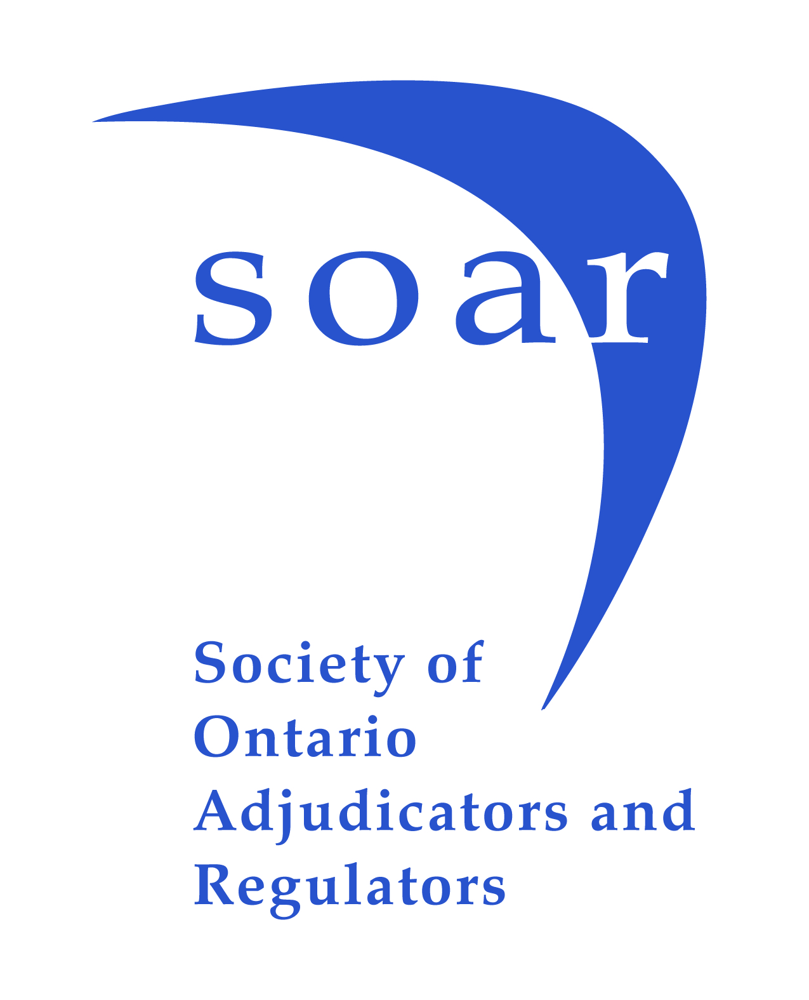 soar
Society of
Ontario
Adjudicators and
Regulators